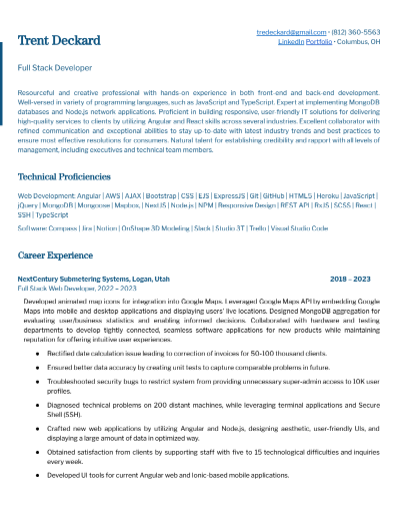 Trent Deckard
tredeckard@gmail.com • (812) 360-5563
LinkedIn Portfolio • Columbus, OH
Full Stack Developer
Resourceful and creative professional with hands-on experience in both front-end and back-end development.
Well-versed in variety of programming languages, such as JavaScript and TypeScript. Expert at implementing MongoDB
databases and Node.js network applications. Proficient in building responsive, user-friendly IT solutions for delivering
high-quality services to clients by utilizing Angular and React skills across several industries. Excellent collaborator with
refined communication and exceptional abilities to stay up-to-date with latest industry trends and best practices to
ensure most effective resolutions for consumers. Natural talent for establishing credibility and rapport with all levels of
management, including executives and technical team members.
Technical Proficiencies
Web Development: Angular | AWS | AJAX | Bootstrap | CSS | EJS | ExpressJS | Git | GitHub | HTML5 | Heroku | JavaScript |
jQuery | MongoDB | Mongoose | Mapbox, | NextJS | Node.js | NPM | Responsive Design | REST API | RxJS | SCSS | React |
SSH | TypeScript
Software: Compass | Jira | Notion | OnShape 3D Modeling | Slack | Studio 3T | Trello | Visual Studio Code
Career Experience
NextCentury Submetering Systems, Logan, Utah 2018 – 2023
Full Stack Web Developer, 2022 – 2023
Developed animated map icons for integration into Google Maps. Leveraged Google Maps API by embedding Google
Maps into mobile and desktop applications and displaying users' live locations. Designed MongoDB aggregation for
evaluating user/business statistics and enabling informed decisions. Collaborated with hardware and testing
departments to develop tightly connected, seamless software applications for new products while maintaining
reputation for offering intuitive user experiences.
● Rectified date calculation issue leading to correction of invoices for 50-100 thousand clients.
● Ensured better data accuracy by creating unit tests to capture comparable problems in future.
● Troubleshooted security bugs to restrict system from providing unnecessary super-admin access to 10K user
profiles.
● Diagnosed technical problems on 200 distant machines, while leveraging terminal applications and Secure
Shell (SSH).
● Crafted new web applications by utilizing Angular and Node.js, designing aesthetic, user-friendly UIs, and
displaying a large amount of data in optimized way.
● Obtained satisfaction from clients by supporting staff with five to 15 technological difficulties and inquiries
every week.
● Developed UI tools for current Angular web and Ionic-based mobile applications.